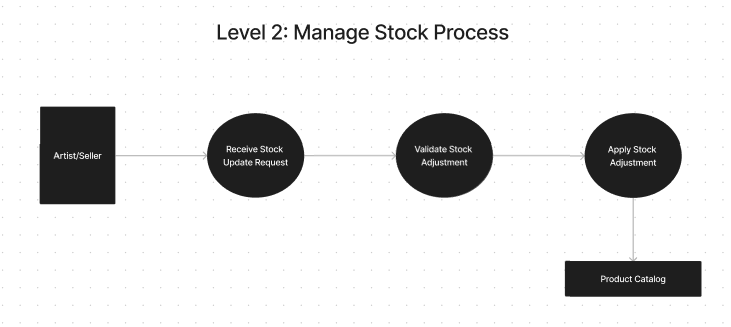 Level 2: Manage Stock Process
Artist/Seller
Receive Stock
Update Request
Validate Stock
Adjustment
Apply Stock
Adjustment
Product Catalog